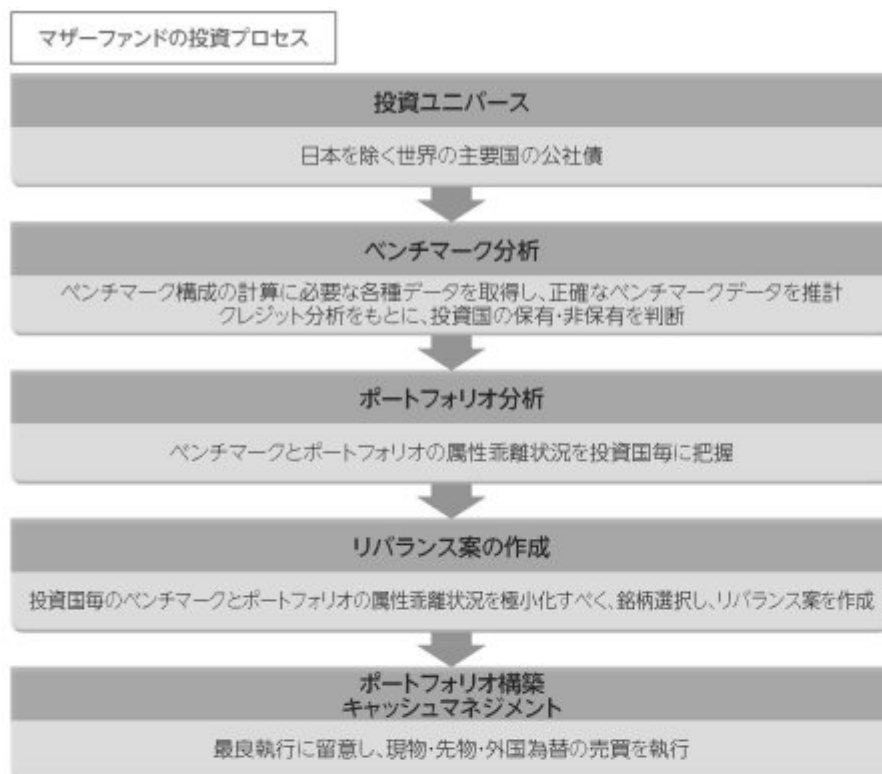 マザーファンドの投資プロセス
投資ユニバース
日本を除く世界の主要国の公社債
ベンチマーク分析
ベンチマーク構成の計算に必要な各種データを取得し、正確なベンチマークデータを推計
クレジット分析をもとに、投資国の保有・非保有を判断
ポートフォリオ分析
ベンチマークとポートフォリオの属性乖離状況を投資国毎に把握
リバランス案の作成
投資国毎のベンチマークとポートフォリオの属性乖離状況を極小化すべく、銘柄選択し、リバランス案を作成
ポートフォリオ構築
キャッシュマネジメント
最良執行に留意し、現物・先物・外国為替の売買を執行